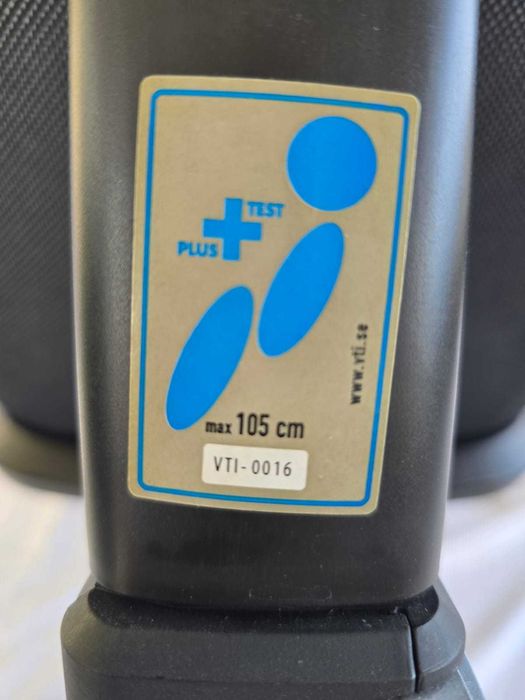 PLUS TEST
www.vti.se
max 105 cm
VTI-0016